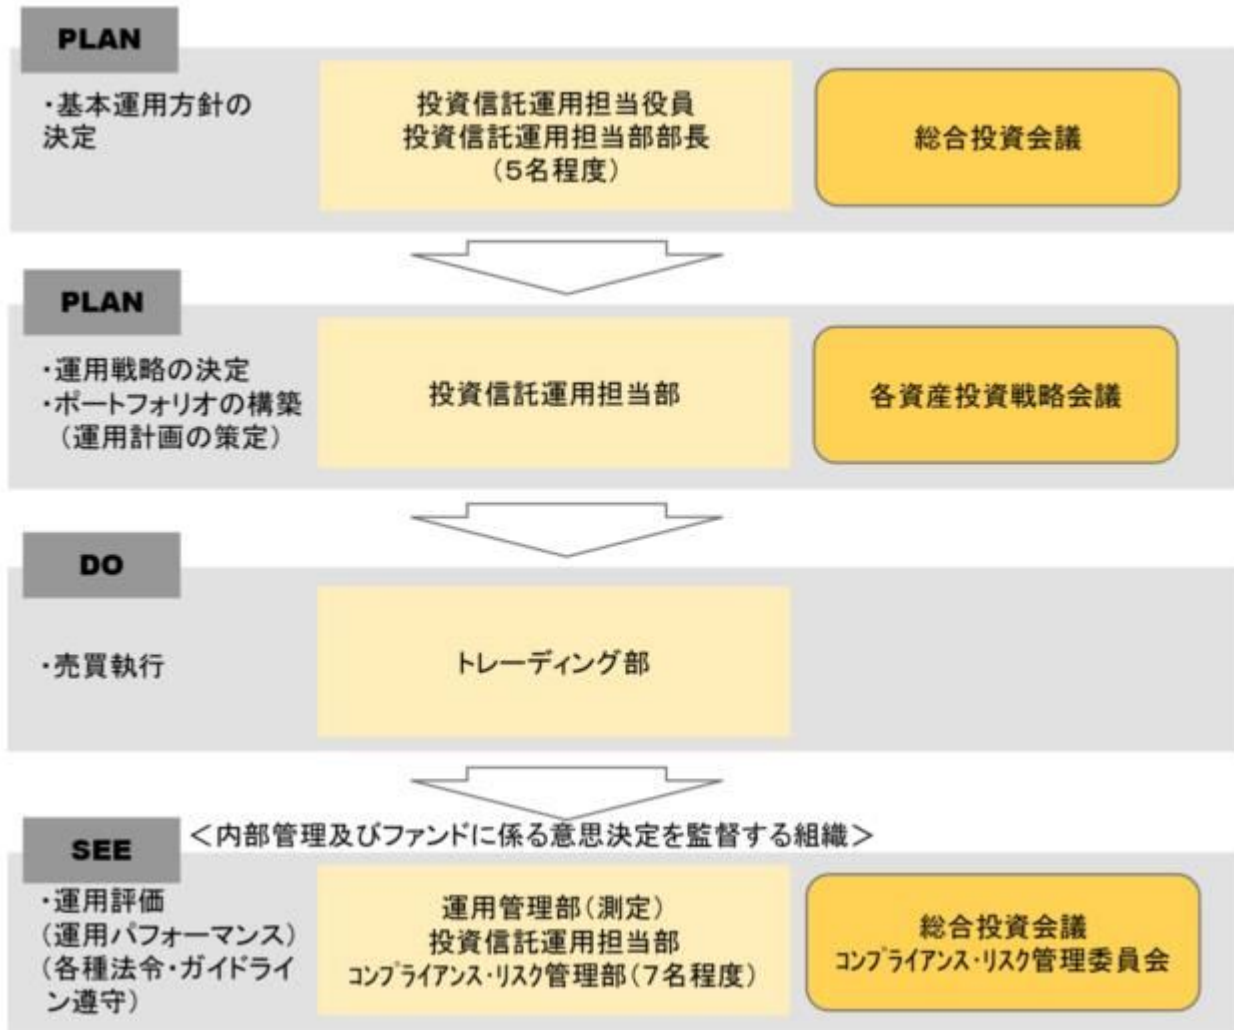 PLAN
・基本運用方針の
決定
投資信託運用担当役員
投資信託運用担当部部長
(5名程度)
総合投資会議
PLAN
・運用戦略の決定
・ポートフォリオの構築
(運用計画の策定)
投資信託運用担当部
各資産投資戦略会議
DO
・売買執行
トレーディング部
SEE
＜内部管理及びファンドに係る意思決定を監督する組織＞
・運用評価
(運用パフォーマンス)
(各種法令・ガイドライ
ン遵守)
運用管理部(測定)
投資信託運用担当部
ｺﾝﾌﾟﾗｲｱﾝｽ・ﾘｽｸ管理部(7名程度)
総合投資会議
ｺﾝﾌﾟﾗｲｱﾝｽ・ﾘｽｸ管理委員会